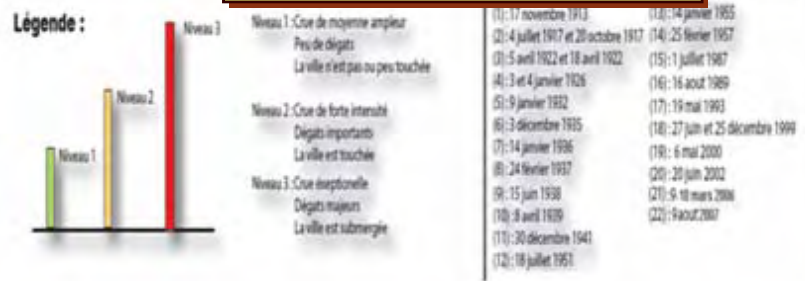 Légende :
Niveau 1
Niveau 2
Niveau 3
Niveau 1 : Crue de moyenne ampleur
Peu de dégats
La ville n'est pas ou peu touchée
Niveau 2 : Crue de forte intensité
Dégats importants
La ville est touchée
Niveau 3 : Crue éxeptionelle
Dégats majeurs
La ville est submergée
(1) : 17 novembre 1913
(2) : 4 juillet 1917 et 20 octobre 1917
(3) : 5 avril 1922 et 18 avril 1922
(4) : 3 et 4 janvier 1926
(5) : 9 janvier 1932
(6) : 3 décembre 1935
(7) : 14 janvier 1936
(8) : 24 février 1937
(9) : 15 juin 1938
(10) : 8 avril 1939
(11) : 30 décembre 1941
(12) : 18 juillet 1951
(13) : 14 janvier 1955
(14) : 25 février 1957
(15) : 1 juillet 1987
(16) : 16 aout 1989
(17) : 19 mai 1993
(18) : 27 juin et 25 décembre 1999
(19) : 6 mai 2000
(20) : 20 juin 2002
(21) : 9. 10 mars 2006
(22) : 9 aout 2007